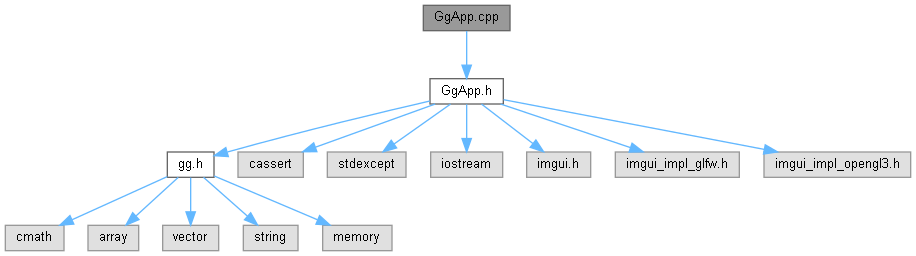 GgApp.cpp
GgApp.h
gg.h
cassert
stdexcept
iostream
imgui.h
imgui_impl_glfw.h
imgui_impl_opengl3.h
cmath
array
vector
string
memory